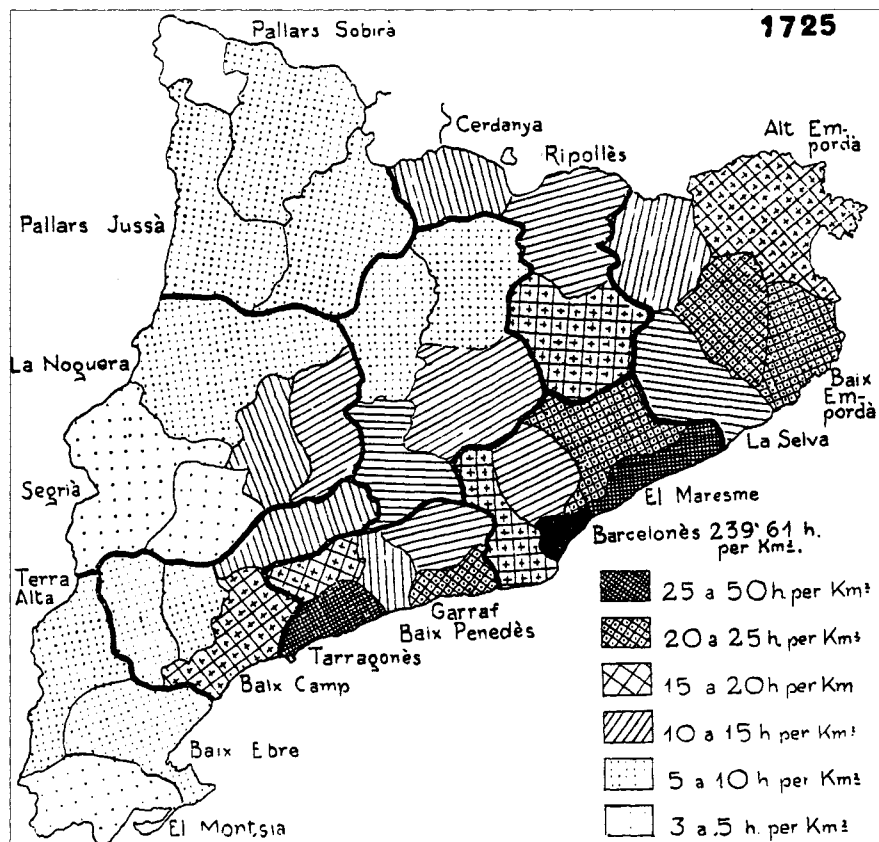 1725
Pallars Sobirà
Cerdanya
Ripollès
Alt Em-
pordà
Pallars Jussà
La Noguera
Baix
Em-
pordà
La Selva
Segrià
El Maresme
Barcelonès 239'61 h.
per Km².
Terra
Alta
Garraf
Baix Penedès
Tarragonès
Baix Camp
Baix Ebre
El Montsia
25 a 50 h per Km²
20 a 25 h. per Km²
15 a 20 h per Km
10 a 15 h per Km²
5 a 10 h per Km²
3 a 5 h. per Km²